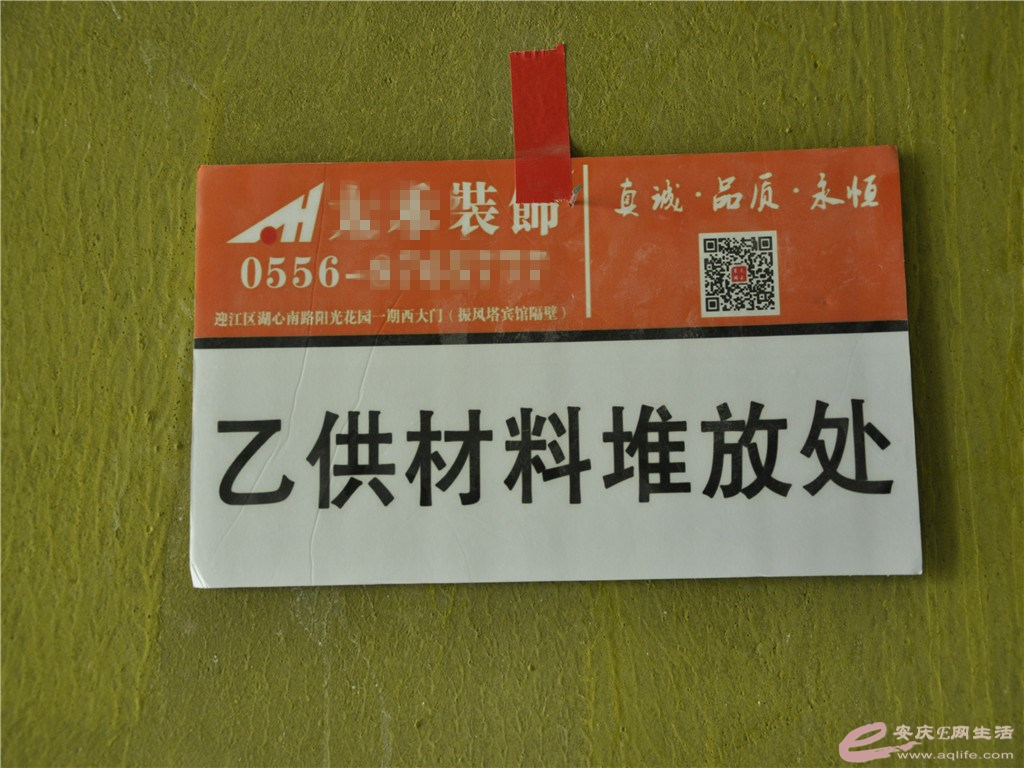 装飾
真诚·品质·永恒
0556-
迎江区湖心南路阳光花园一期西大门(振风塔宾馆隔壁)
乙供材料堆放处
安庆E网生活
www.aqlife.com